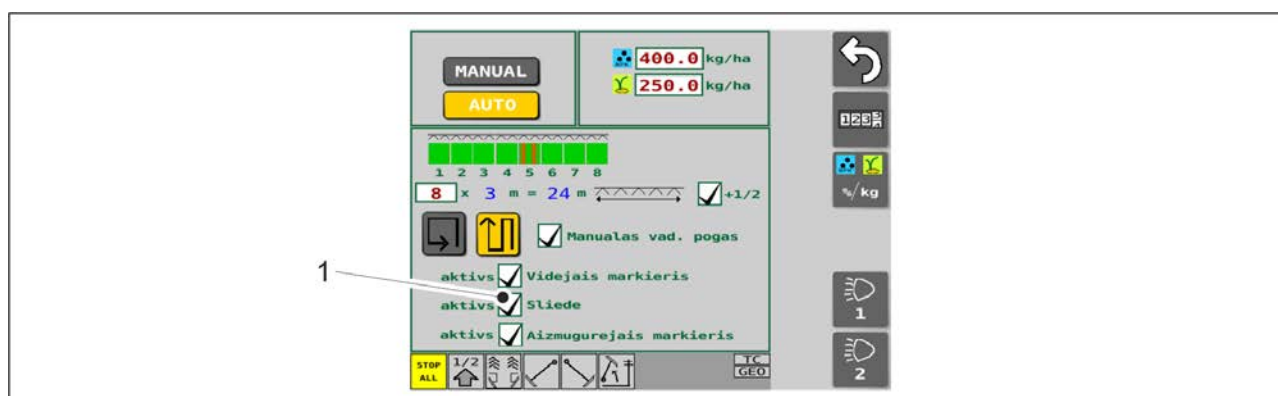 MANUAL
AUTO
400.0 kg/ha
250.0 kg/ha
1 2 3 4 5 6 7 8
8 x 3 m = 24 m +1/2
Manualas vad. pogas
aktivs Videjais markieris
1
aktivs Sliede
aktivs Aizmugurejais markieris
STOP ALL
1/2
TC
GEO
%/kg
1
2